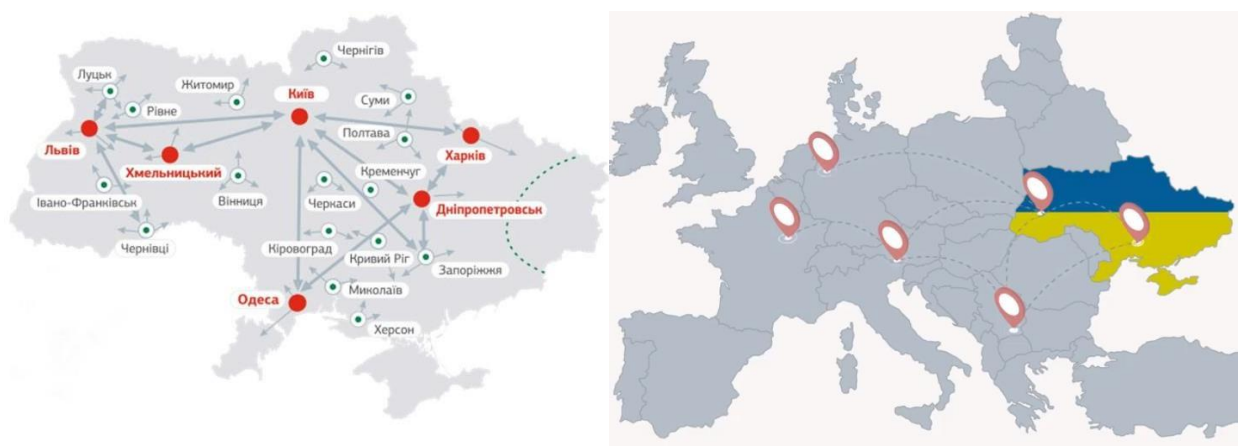 Чернігів
Луцьк
Житомир
Київ
Суми
Рівне
Полтава
Львів
Харків
Хмельницький
Кременчуг
Івано-Франківськ
Вінниця
Черкаси
Дніпропетровськ
Чернівці
Кіровоград
Кривий Ріг
Запоріжжя
Миколаїв
Одеса
Херсон